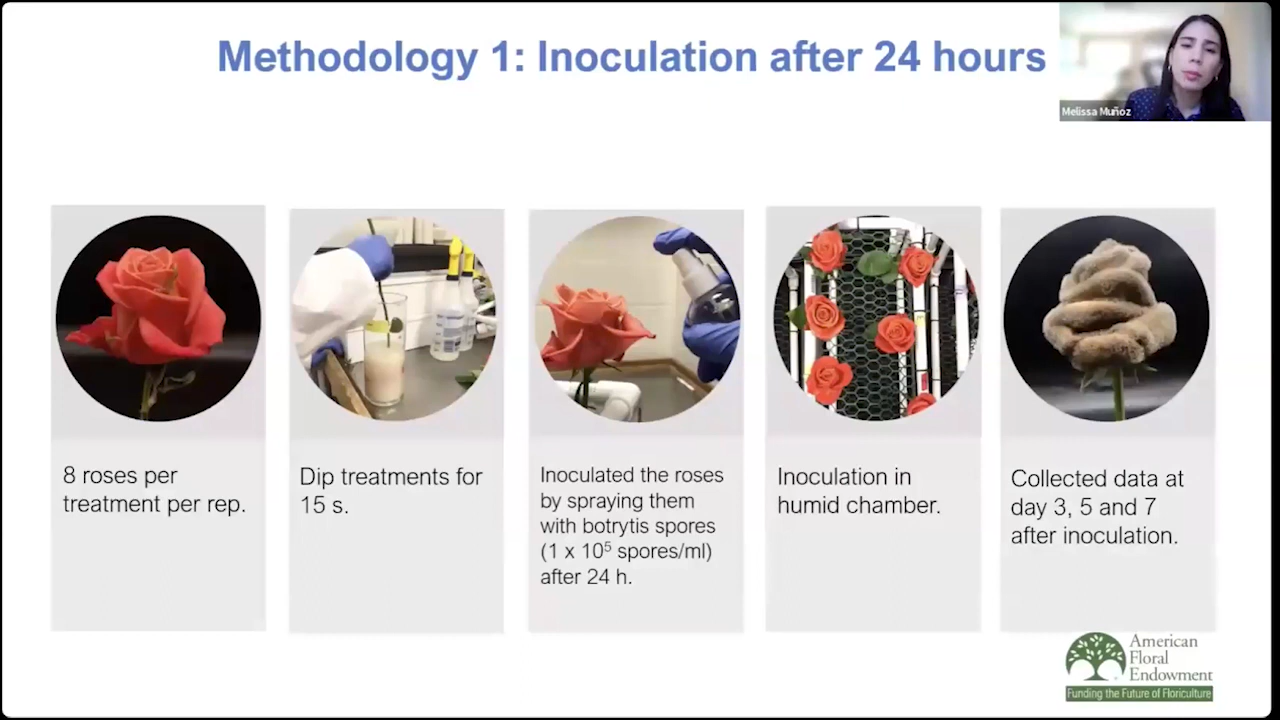 Methodology 1: Inoculation after 24 hours
Melissa Muñoz
8 roses per
treatment per rep.
Dip treatments for
15 s.
Inoculated the roses
by spraying them
with botrytis spores
(1 x 10⁵ spores/ml)
after 24 h.
Inoculation in
humid chamber.
Collected data at
day 3, 5 and 7
after inoculation.
American
Floral
Endowment
Funding the Future of Floriculture